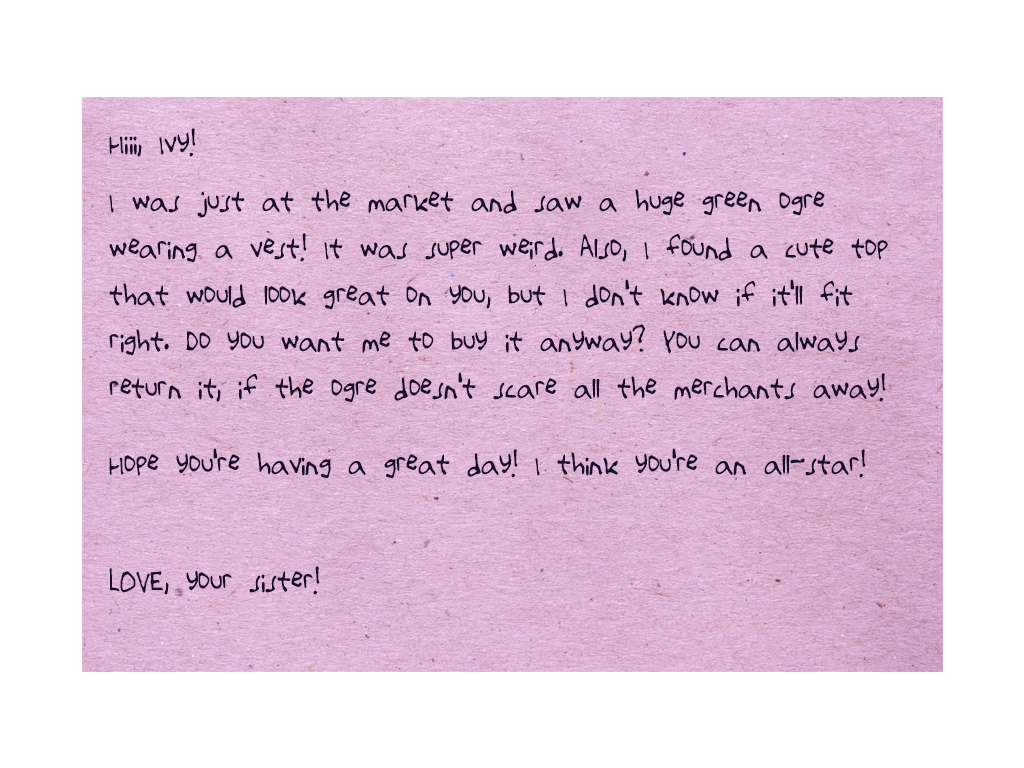 Hiii, Ivy!
I was just at the market and saw a huge green ogre
wearing a vest! It was super weird. Also, I found a cute top
that would look great on you, but I don't know if it'll fit
right. Do you want me to buy it anyway? You can always
return it, if the ogre doesn't scare all the merchants away!
Hope you're having a great day! I think you're an all-star!
LOVE, your sister!